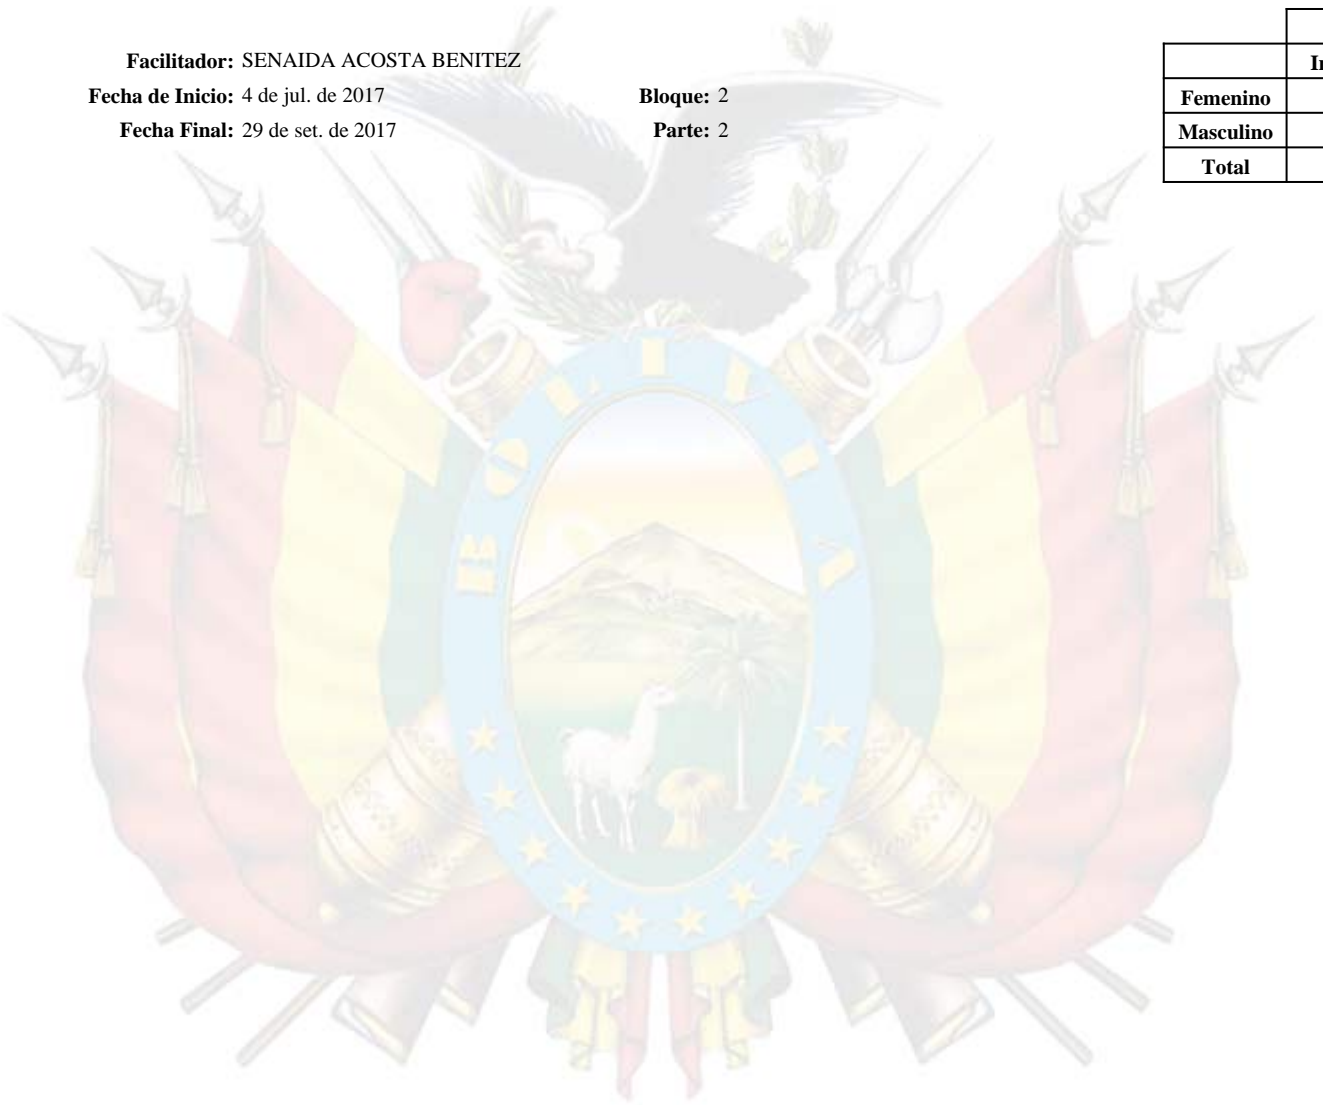 Facilitador: SENAIDA ACOSTA BENITEZ
Fecha de Inicio: 4 de jul. de 2017 Bloque: 2
Fecha Final: 29 de set. de 2017 Parte: 2
Femenino
Masculino
Total
BOLIVIA